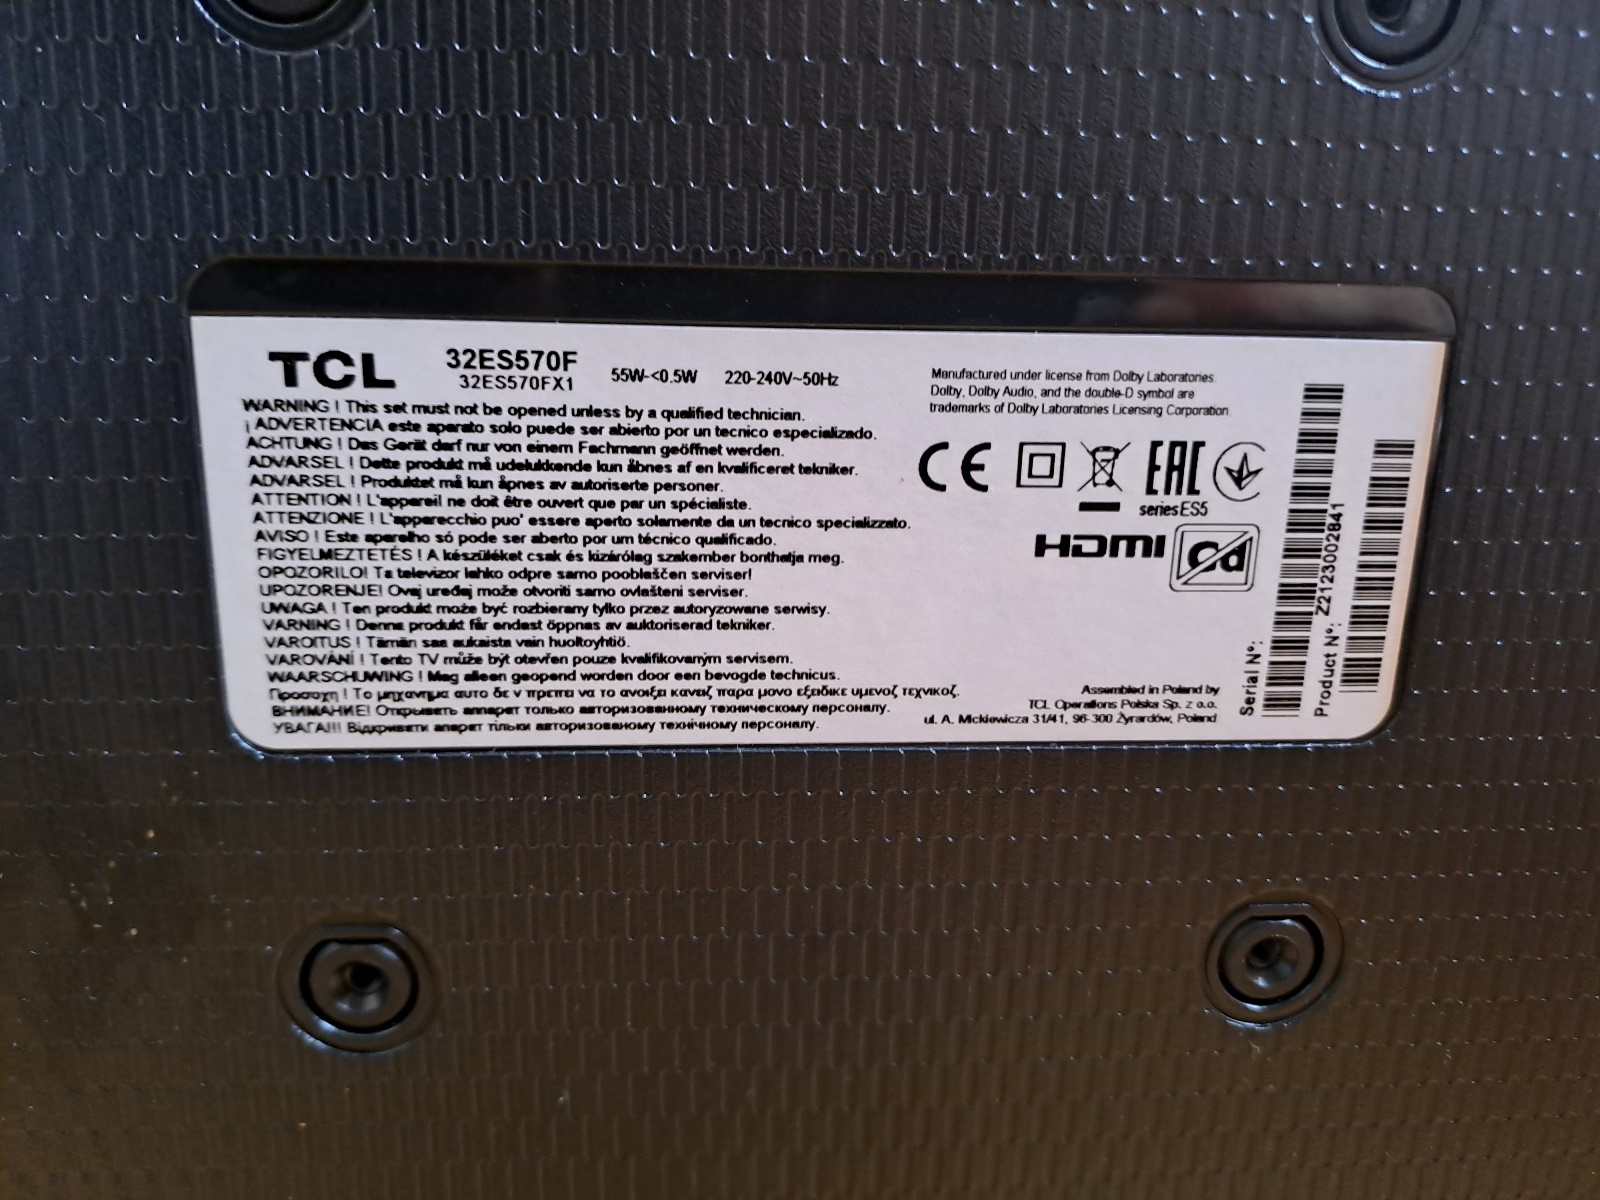 TCL
32ES570F
32ES570FX1
55W-<0.5W
220-240V~50Hz
WARNING ! This set must not be opened unless by a qualified technician.
¡ ADVERTENCIA este aparato solo puede ser abierto por un tecnico especializado.
ACHTUNG ! Das Gerät darf nur von einem Fachmann geöffnet werden.
ADVARSEL ! Dette produkt må udelukkende kun åbnes af en kvalificeret tekniker.
ADVARSEL ! Produktet må kun åpnes av autoriserte personer.
ATTENTION ! L'appareil ne doit être ouvert que par un spécialiste.
ATTENZIONE ! L'apparecchio puo' essere aperto solamente da un tecnico specializzato.
AVISO ! Este aparelho só pode ser aberto por um técnico qualificado.
FIGYELMEZTETÉS ! A készüléket csak és kizárólag szakember bonthatja meg.
OPOZORILO! Ta televizor lahko odpre samo pooblaščen serviser!
UPOZORENJE! Ovaj uređaj može otvoriti samo ovlašteni serviser.
UWAGA ! Ten produkt może być rozbierany tylko przez autoryzowane serwisy.
VARNING ! Denna produkt får endast öppnas av auktoriserad tekniker.
VAROITUS ! Tämän saa aukaista vain huoltoyhtiö.
VAROVÁNÍ ! Tento TV může být otevřen pouze kvalifikovaným servisem.
WAARSCHUWING ! Mag alleen geopend worden door een bevogde technicus.
Προσοχη ! Το μηχανημα αυτο δε ν πρεπει να το ανοιξει κανεις παρα μονο εξειδικε υμενος τεχνικος.
ВНИМАНИЕ! Открывать аппарат только авторизованному техническому персоналу.
УВАГА!!! Відкривати апарат тільки авторизованому технічному персоналу.
Manufactured under license from Dolby Laboratories.
Dolby, Dolby Audio, and the double-D symbol are
trademarks of Dolby Laboratories Licensing Corporation.
CE
EAC
series ES5
HDMI
Cd
Assembled in Poland by
TCL Operations Polska Sp. z o.o.
ul. A. Mickiewicza 31/41, 96-300 Żyrardów, Poland
Serial N°:
Product N°: Z2123002841